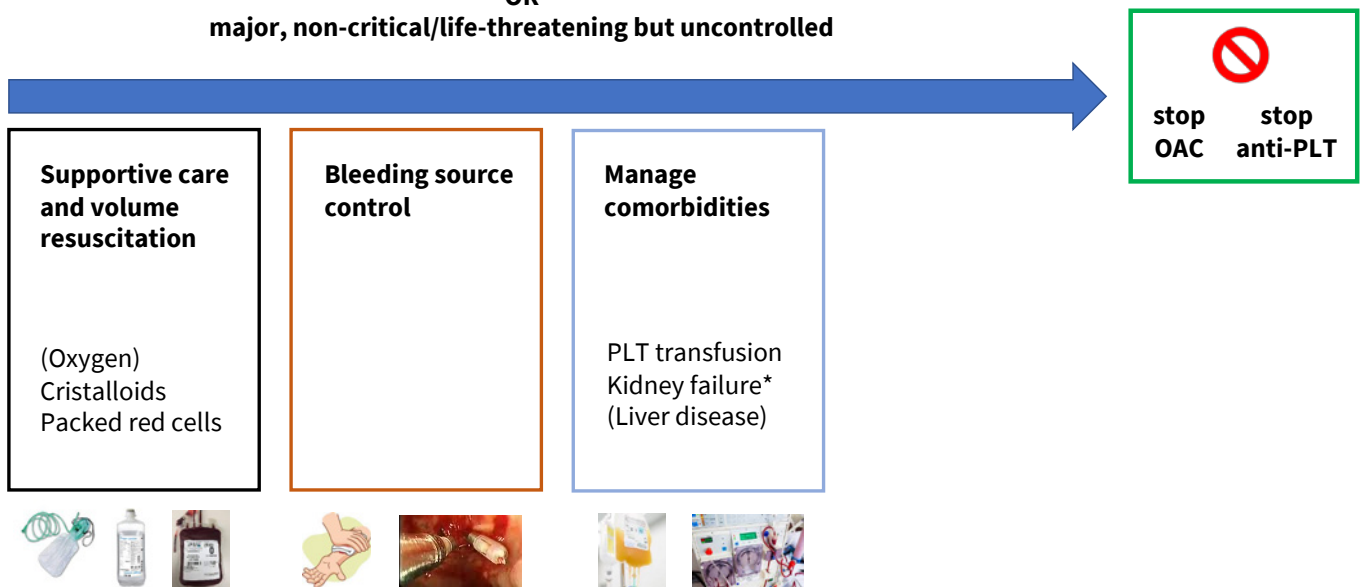 OR
major, non-critical/life-threatening but uncontrolled
stop stop
OAC anti-PLT
Supportive care
and volume
resuscitation
(Oxygen)
Cristalloids
Packed red cells
Bleeding source
control
Manage
comorbidities
PLT transfusion
Kidney failure*
(Liver disease)